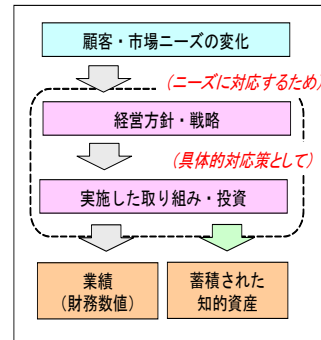 顧客・市場ニーズの変化
(ニーズに対応するため)
経営方針・戦略
(具体的対応策として)
実施した取り組み・投資
業績
(財務数値)
蓄積された
知的資産